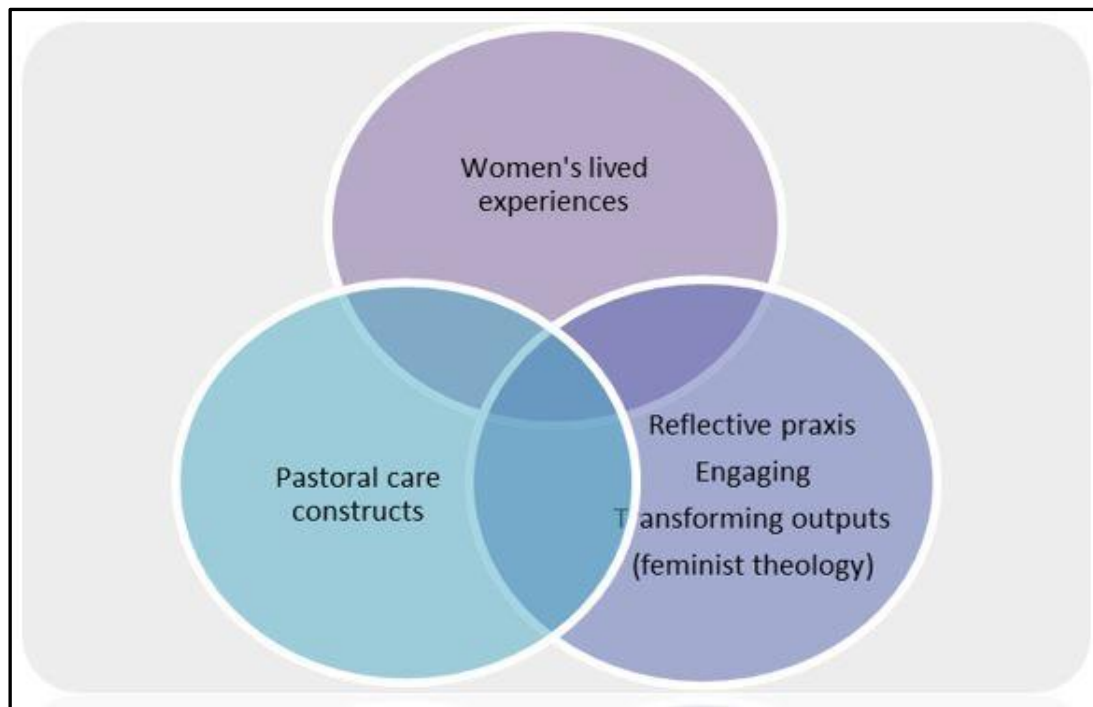 Women's lived
experiences
Pastoral care
constructs
Reflective praxis
Engaging
Transforming outputs
(feminist theology)